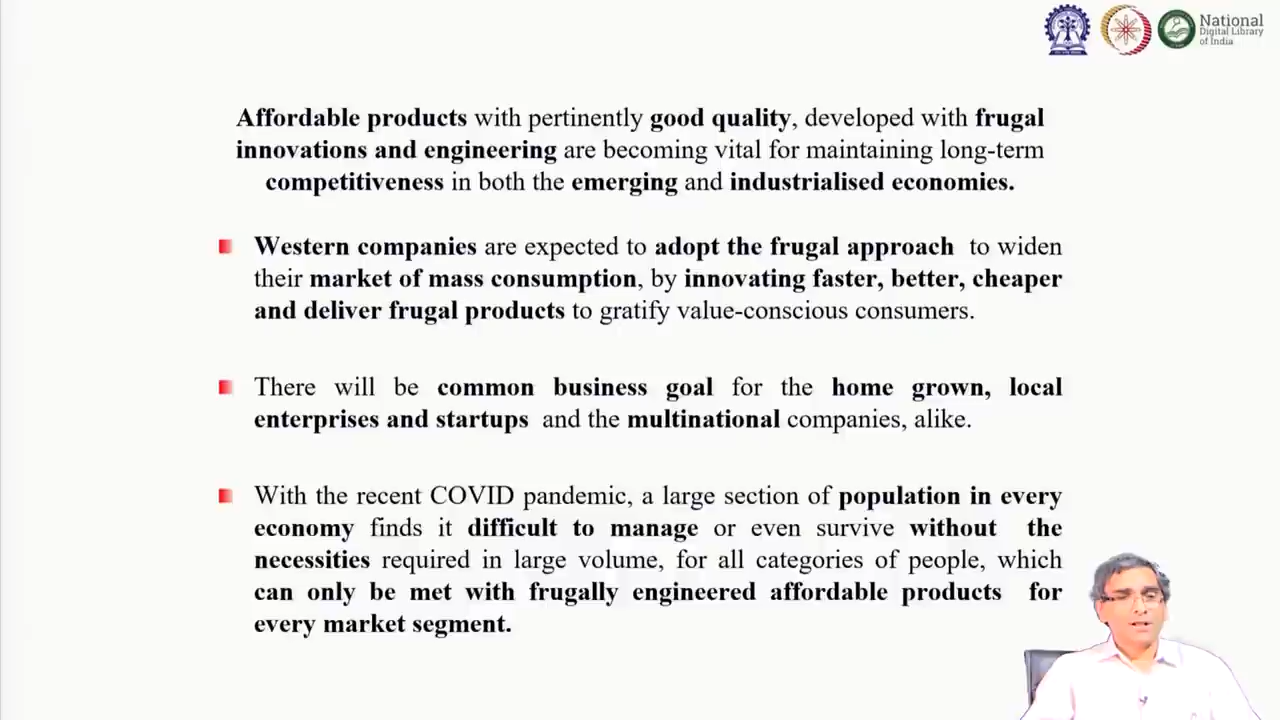 National
Digital Library
of India
Affordable products with pertinently good quality, developed with frugal
innovations and engineering are becoming vital for maintaining long-term
competitiveness in both the emerging and industrialised economies.
Western companies are expected to adopt the frugal approach to widen
their market of mass consumption, by innovating faster, better, cheaper
and deliver frugal products to gratify value-conscious consumers.
There will be common business goal for the home grown, local
enterprises and startups and the multinational companies, alike.
With the recent COVID pandemic, a large section of population in every
economy finds it difficult to manage or even survive without the
necessities required in large volume, for all categories of people, which
can only be met with frugally engineered affordable products for
every market segment.